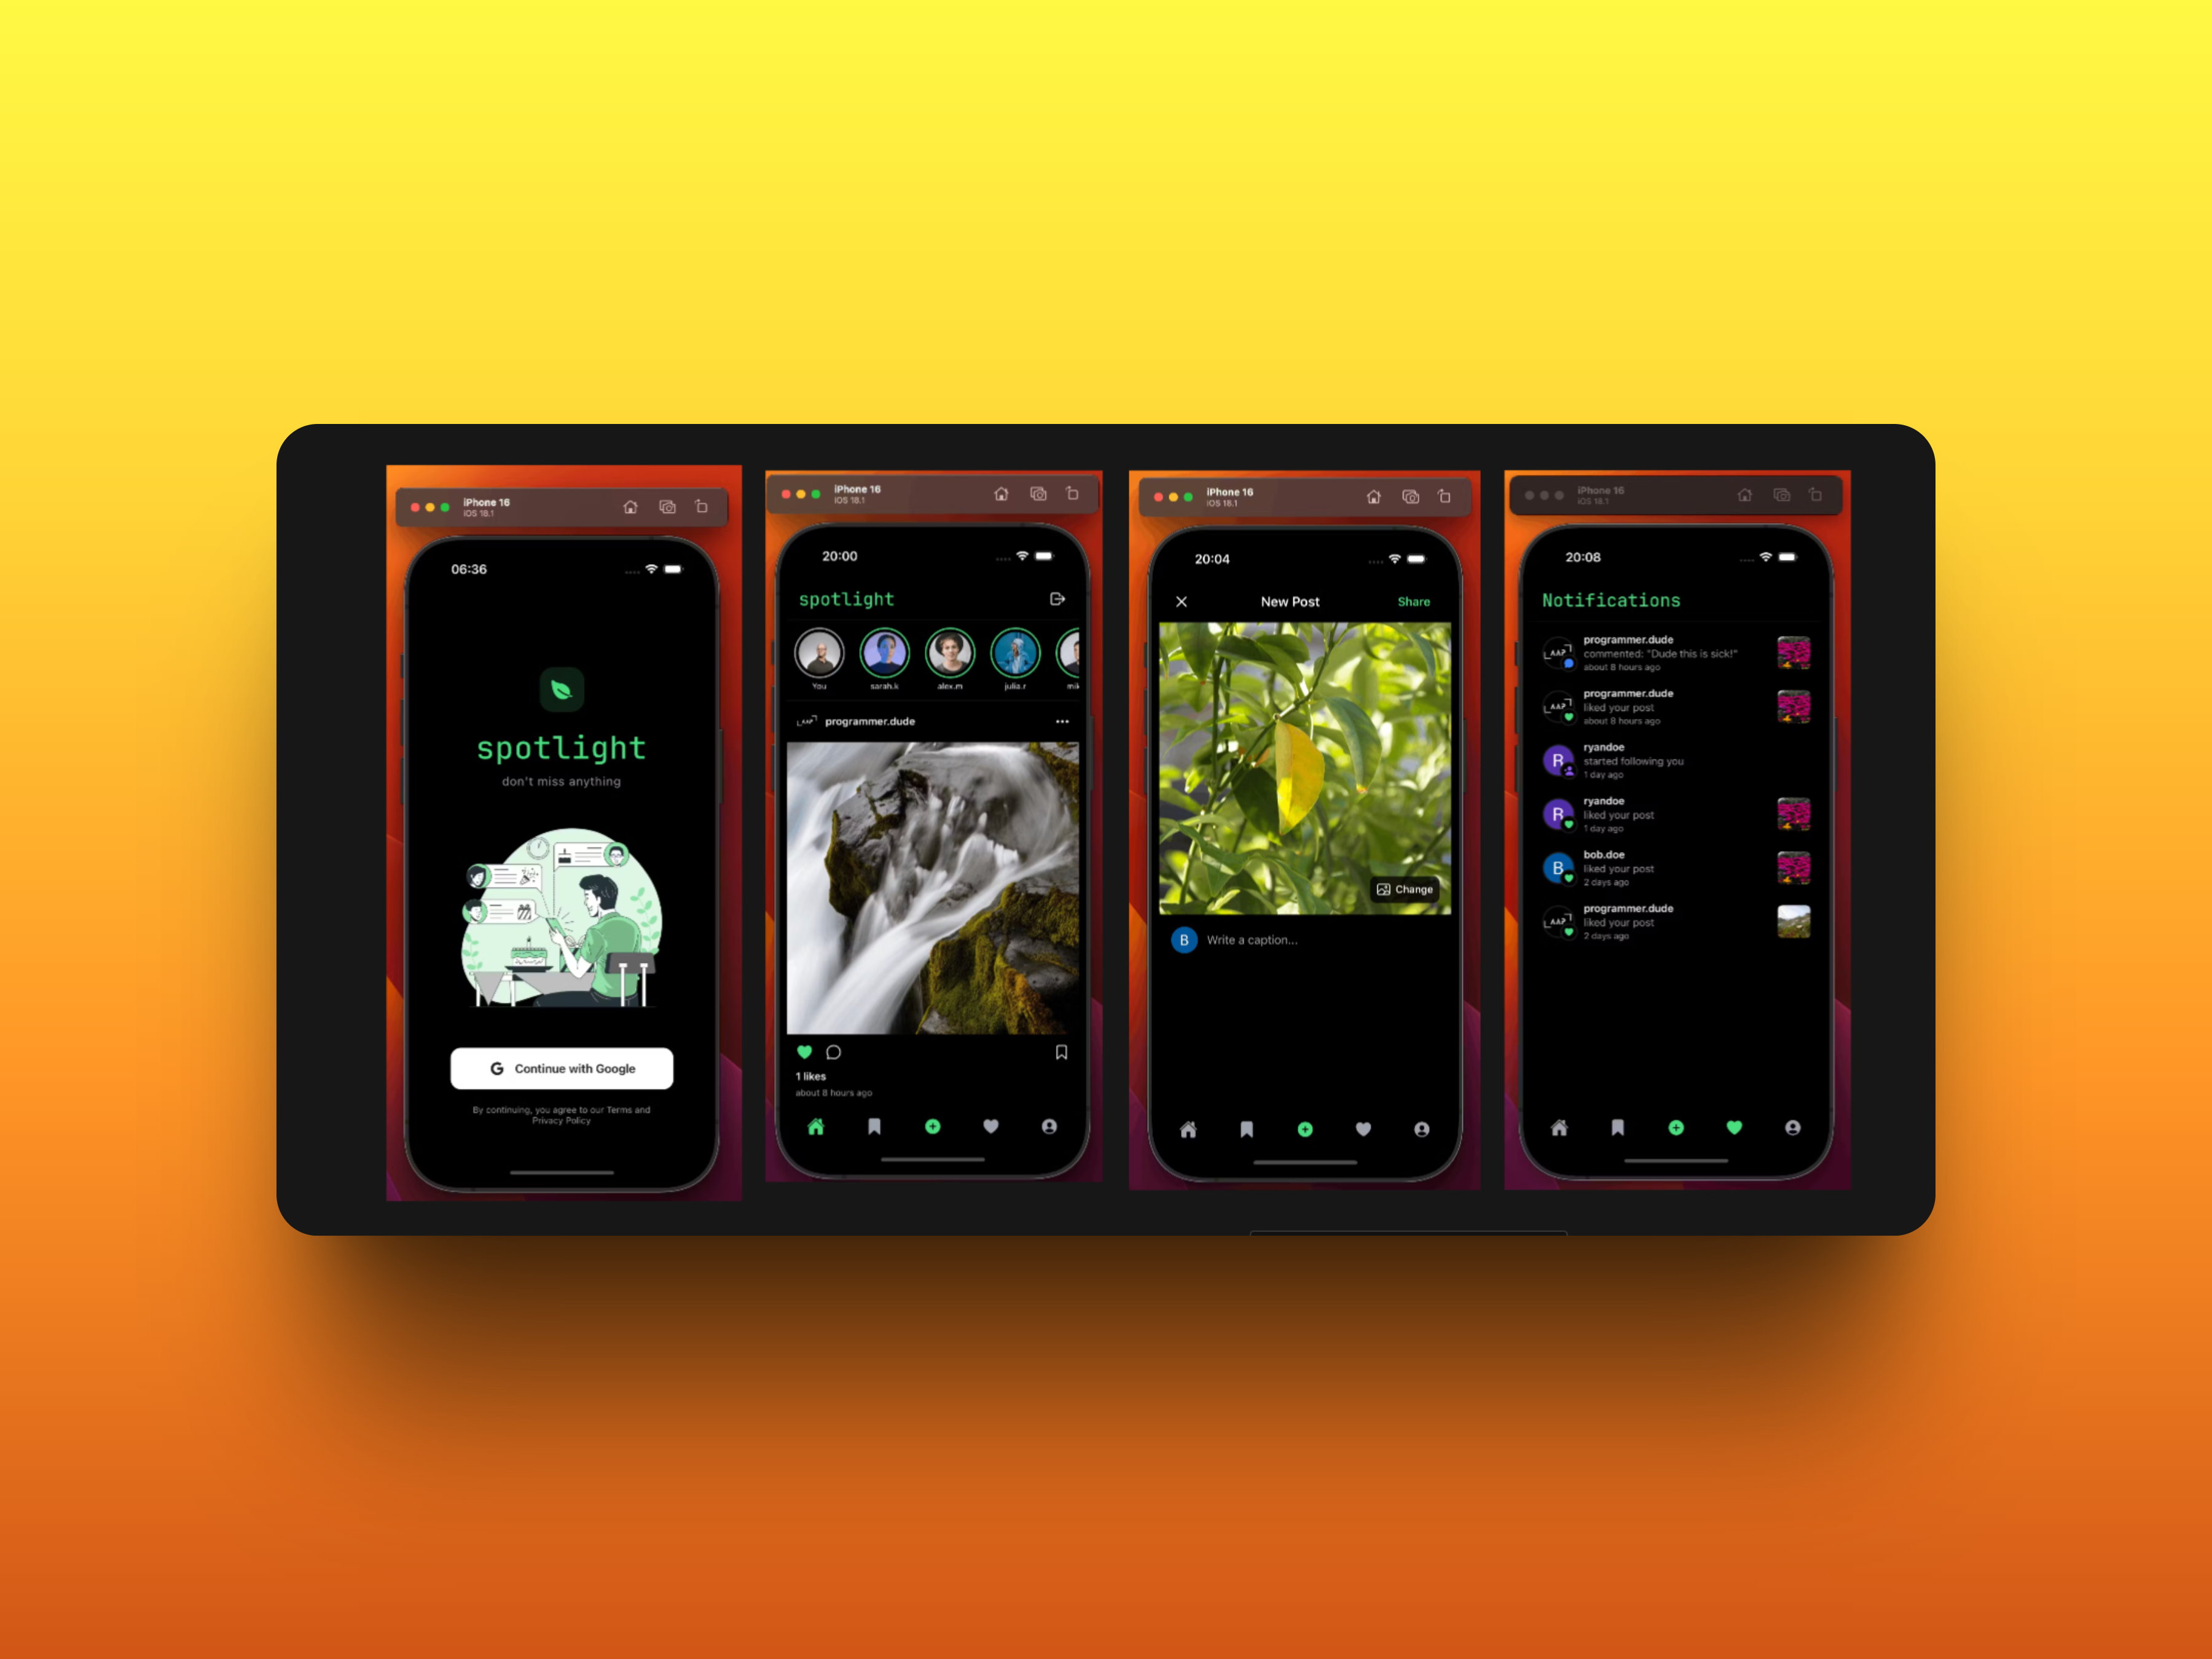 iPhone 16
iOS 18.1
06:36
spotlight
don't miss anything
Continue with Google
By continuing, you agree to our Terms and
Privacy Policy
iPhone 16
iOS 18.1
20:00
spotlight
You
sarah.k
alex.m
julia.r
mik
programmer.dude
1 likes
about 8 hours ago
iPhone 16
iOS 18.1
20:04
New Post
Share
Change
B
Write a caption...
iPhone 16
iOS 18.1
20:08
Notifications
programmer.dude
commented: "Dude this is sick!"
about 8 hours ago
programmer.dude
liked your post
about 8 hours ago
R
ryandoe
started following you
1 day ago
R
ryandoe
liked your post
1 day ago
B
bob.doe
liked your post
2 days ago
programmer.dude
liked your post
2 days ago